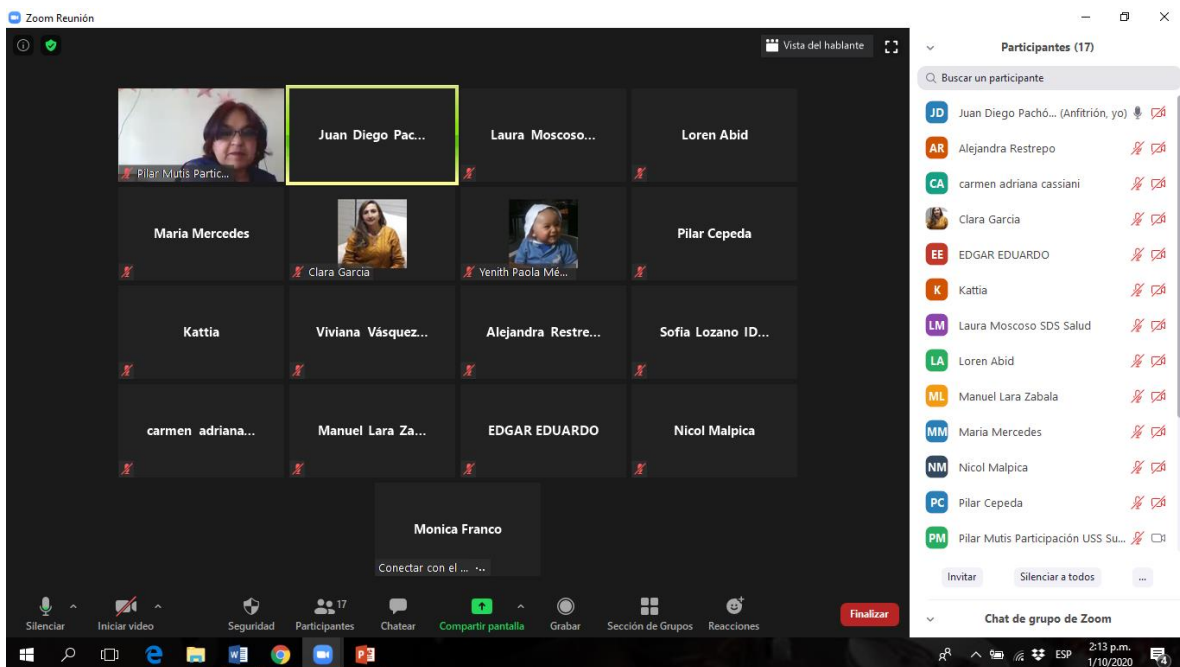 Zoom Reunión
Vista del hablante
Pilar Mutis Partic...
Juan Diego Pac...
Laura Moscoso...
Loren Abid
Maria Mercedes
Clara Garcia
Yenith Paola Mé...
Pilar Cepeda
Kattia
Viviana Vásquez...
Alejandra Restre...
Sofia Lozano ID...
carmen adriana...
Manuel Lara Za...
EDGAR EDUARDO
Nicol Malpica
Monica Franco
Conectar con el ...
Silenciar
Iniciar video
Seguridad
17
Participantes
Chatear
Compartir pantalla
Grabar
Sección de Grupos
Reacciones
Finalizar
Participantes (17)
Buscar un participante
JD Juan Diego Pachó... (Anfitrión, yo)
AR Alejandra Restrepo
CA carmen adriana cassiani
Clara Garcia
EE EDGAR EDUARDO
K Kattia
LM Laura Moscoso SDS Salud
LA Loren Abid
ML Manuel Lara Zabala
MM Maria Mercedes
NM Nicol Malpica
PC Pilar Cepeda
PM Pilar Mutis Participación USS Su...
Invitar
Silenciar a todos
...
Chat de grupo de Zoom
ESP
2:13 p.m.
1/10/2020
4